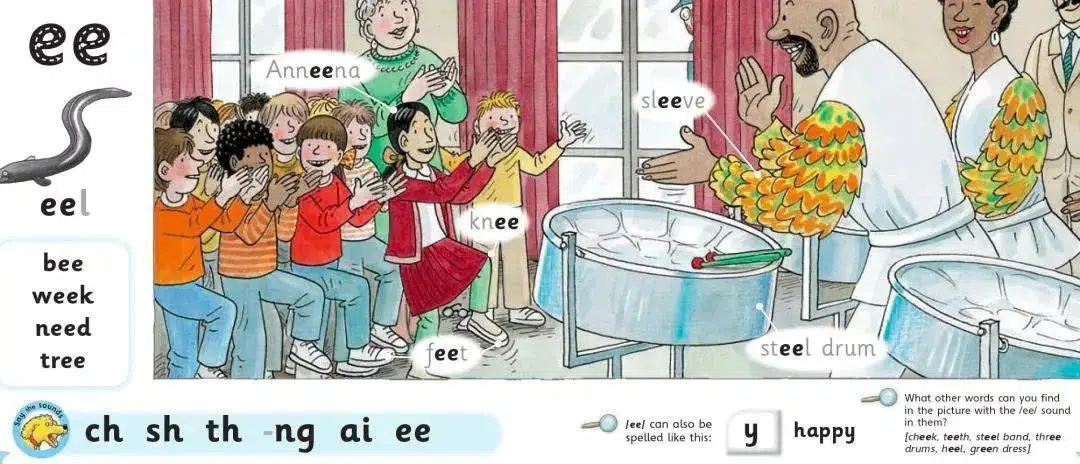 ee
eel
bee
week
need
tree
Anneena
sleeve
knee
feet
steel drum
Say the sounds
ch sh th -ng ai ee
/ee/ can also be
spelled like this:
y
happy
What other words can you find
in the picture with the /ee/ sound
in them?
[cheek, teeth, steel band, three
drums, heel, green dress]